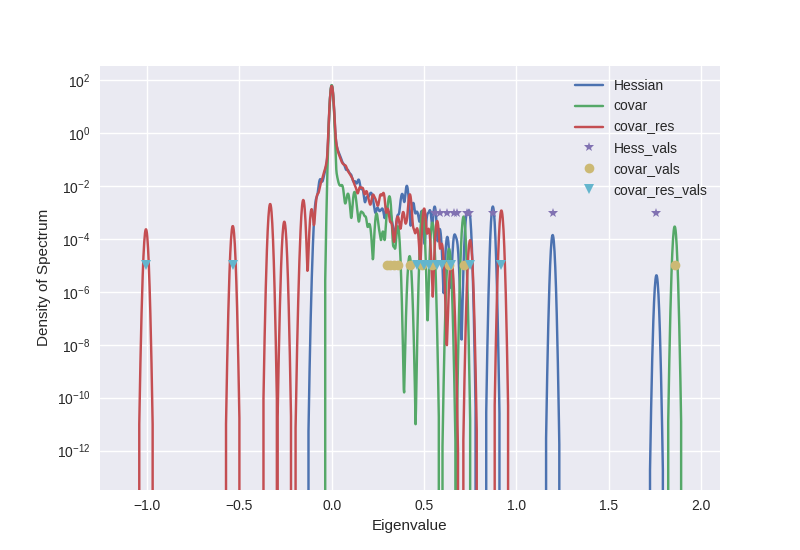 10^2
10^0
10^−2
10^−4
10^−6
10^−8
10^−10
10^−12
Density of Spectrum
Hessian
covar
covar_res
Hess_vals
covar_vals
covar_res_vals
−1.0 −0.5 0.0 0.5 1.0 1.5 2.0
Eigenvalue